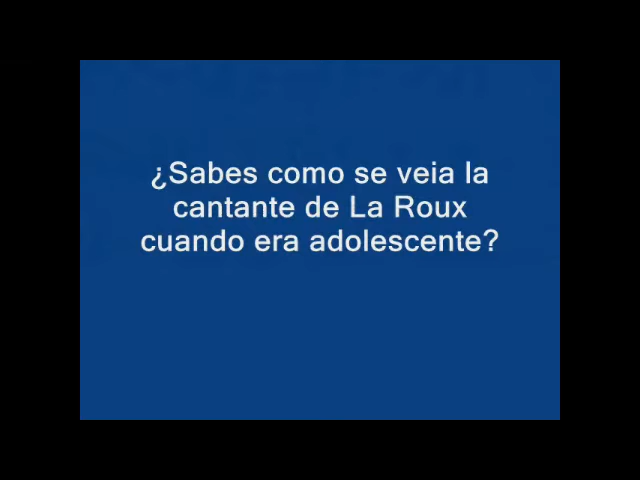 ¿Sabes como se veia la
cantante de La Roux
cuando era adolescente?